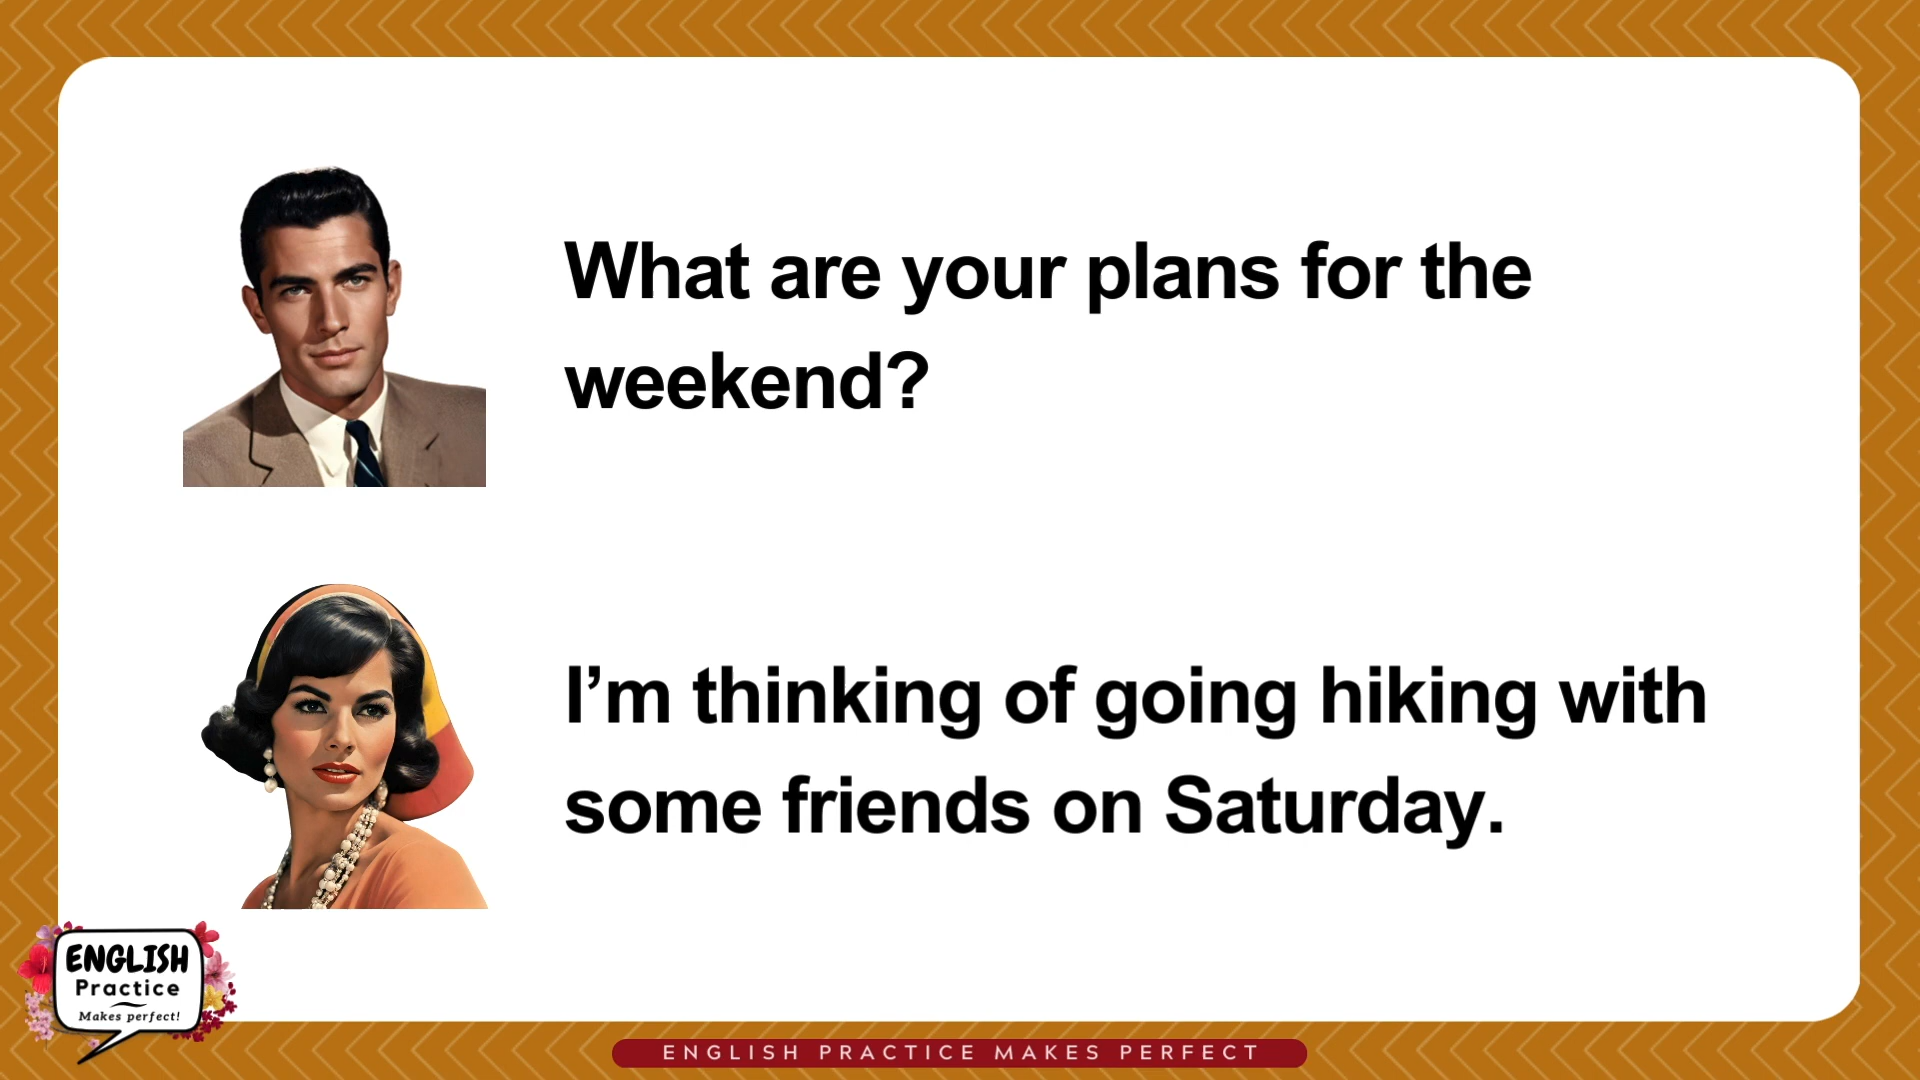 What are your plans for the
weekend?
I’m thinking of going hiking with
some friends on Saturday.
ENGLISH
Practice
Makes perfect!
ENGLISH PRACTICE MAKES PERFECT